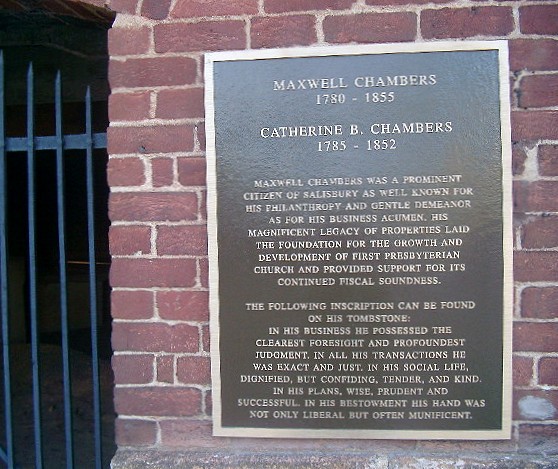 MAXWELL CHAMBERS
1780 - 1855
CATHERINE B. CHAMBERS
1785 - 1852
MAXWELL CHAMBERS WAS A PROMINENT
CITIZEN OF SALISBURY AS WELL KNOWN FOR
HIS PHILANTHROPY AND GENTLE DEMEANOR
AS FOR HIS BUSINESS ACUMEN. HIS
MAGNIFICENT LEGACY OF PROPERTIES LAID
THE FOUNDATION FOR THE GROWTH AND
DEVELOPMENT OF FIRST PRESBYTERIAN
CHURCH AND PROVIDED SUPPORT FOR ITS
CONTINUED FISCAL SOUNDNESS.
THE FOLLOWING INSCRIPTION CAN BE FOUND
ON HIS TOMBSTONE:
IN HIS BUSINESS HE POSSESSED THE
CLEAREST FORESIGHT AND PROFOUNDEST
JUDGMENT. IN ALL HIS TRANSACTIONS HE
WAS EXACT AND JUST. IN HIS SOCIAL LIFE,
DIGNIFIED, BUT CONFIDING, TENDER, AND KIND.
IN HIS PLANS, WISE, PRUDENT AND
SUCCESSFUL. IN HIS BESTOWMENT HIS HAND WAS
NOT ONLY LIBERAL BUT OFTEN MUNIFICENT.